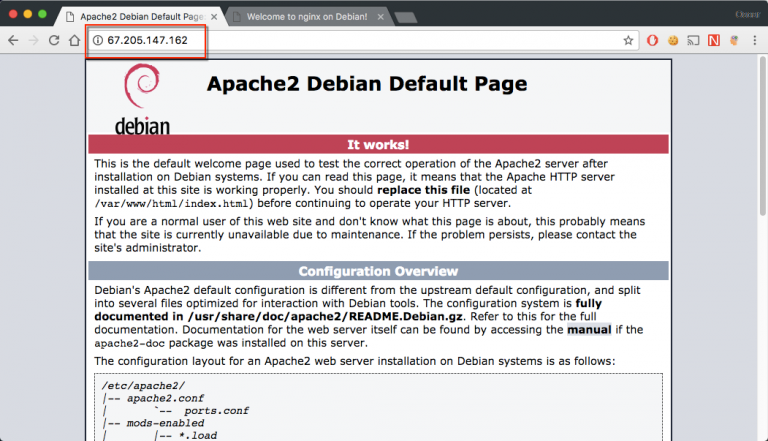 Apache2 Debian Default Page
Welcome to nginx on Debian!
67.205.147.162
debian
Apache2 Debian Default Page
It works!
This is the default welcome page used to test the correct operation of the Apache2 server after
installation on Debian systems. If you can read this page, it means that the Apache HTTP server
installed at this site is working properly. You should replace this file (located at
/var/www/html/index.html) before continuing to operate your HTTP server.
If you are a normal user of this web site and don't know what this page is about, this probably means
that the site is currently unavailable due to maintenance. If the problem persists, please contact the
site's administrator.
Configuration Overview
Debian's Apache2 default configuration is different from the upstream default configuration, and split
into several files optimized for interaction with Debian tools. The configuration system is fully
documented in /usr/share/doc/apache2/README.Debian.gz. Refer to this for the full
documentation. Documentation for the web server itself can be found by accessing the manual if the
apache2-doc package was installed on this server.
The configuration layout for an Apache2 web server installation on Debian systems is as follows:
/etc/apache2/
|-- apache2.conf
|       `--  ports.conf
|-- mods-enabled
|       |-- *.load